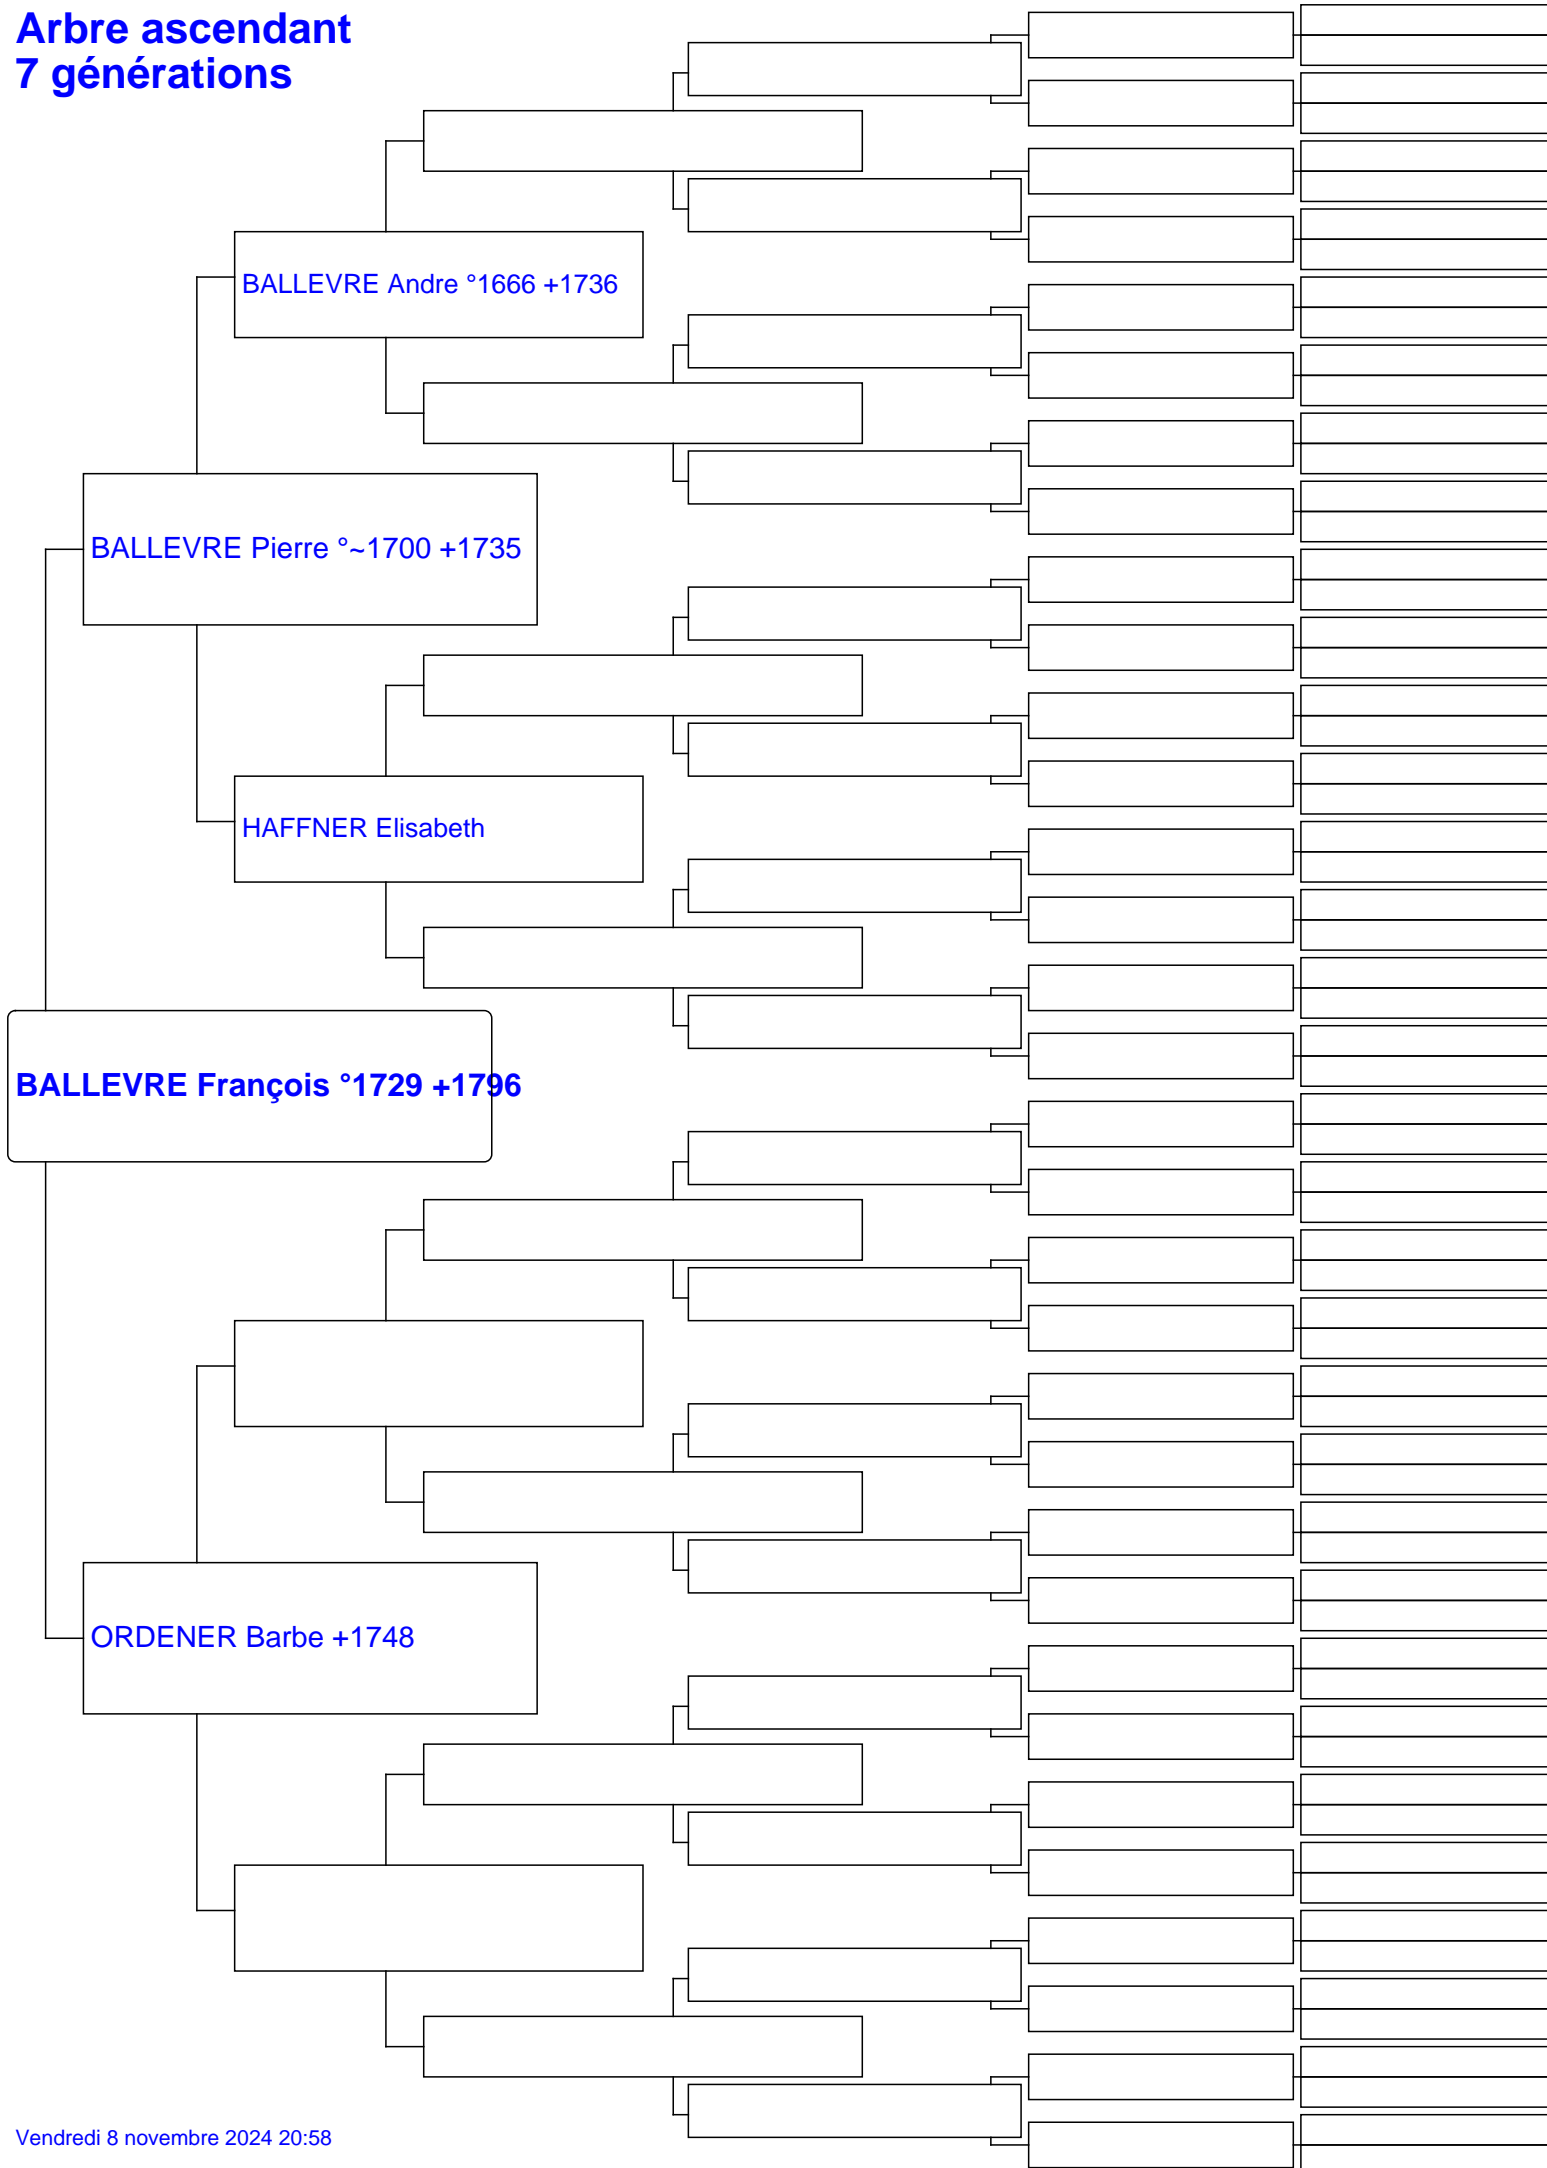 Arbre ascendant
7 générations
BALLEVRE Andre °1666 +1736
BALLEVRE Pierre °~1700 +1735
HAFFNER Elisabeth
BALLEVRE François °1729 +1796
ORDENER Barbe +1748
Vendredi 8 novembre 2024 20:58